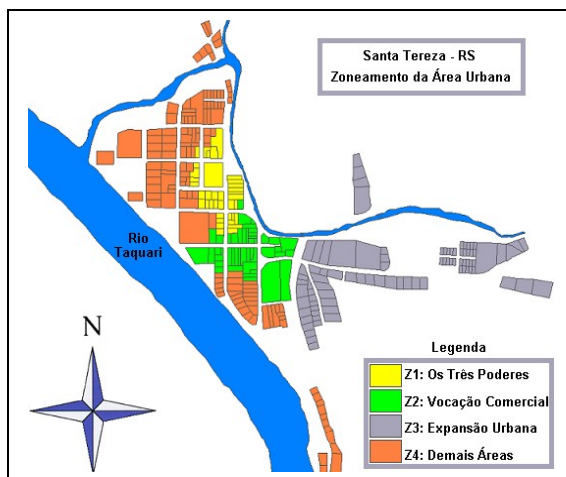 Santa Tereza - RS
Zoneamento da Área Urbana
Rio
Taquari
N
Legenda
Z1: Os Três Poderes
Z2: Vocação Comercial
Z3: Expansão Urbana
Z4: Demais Áreas